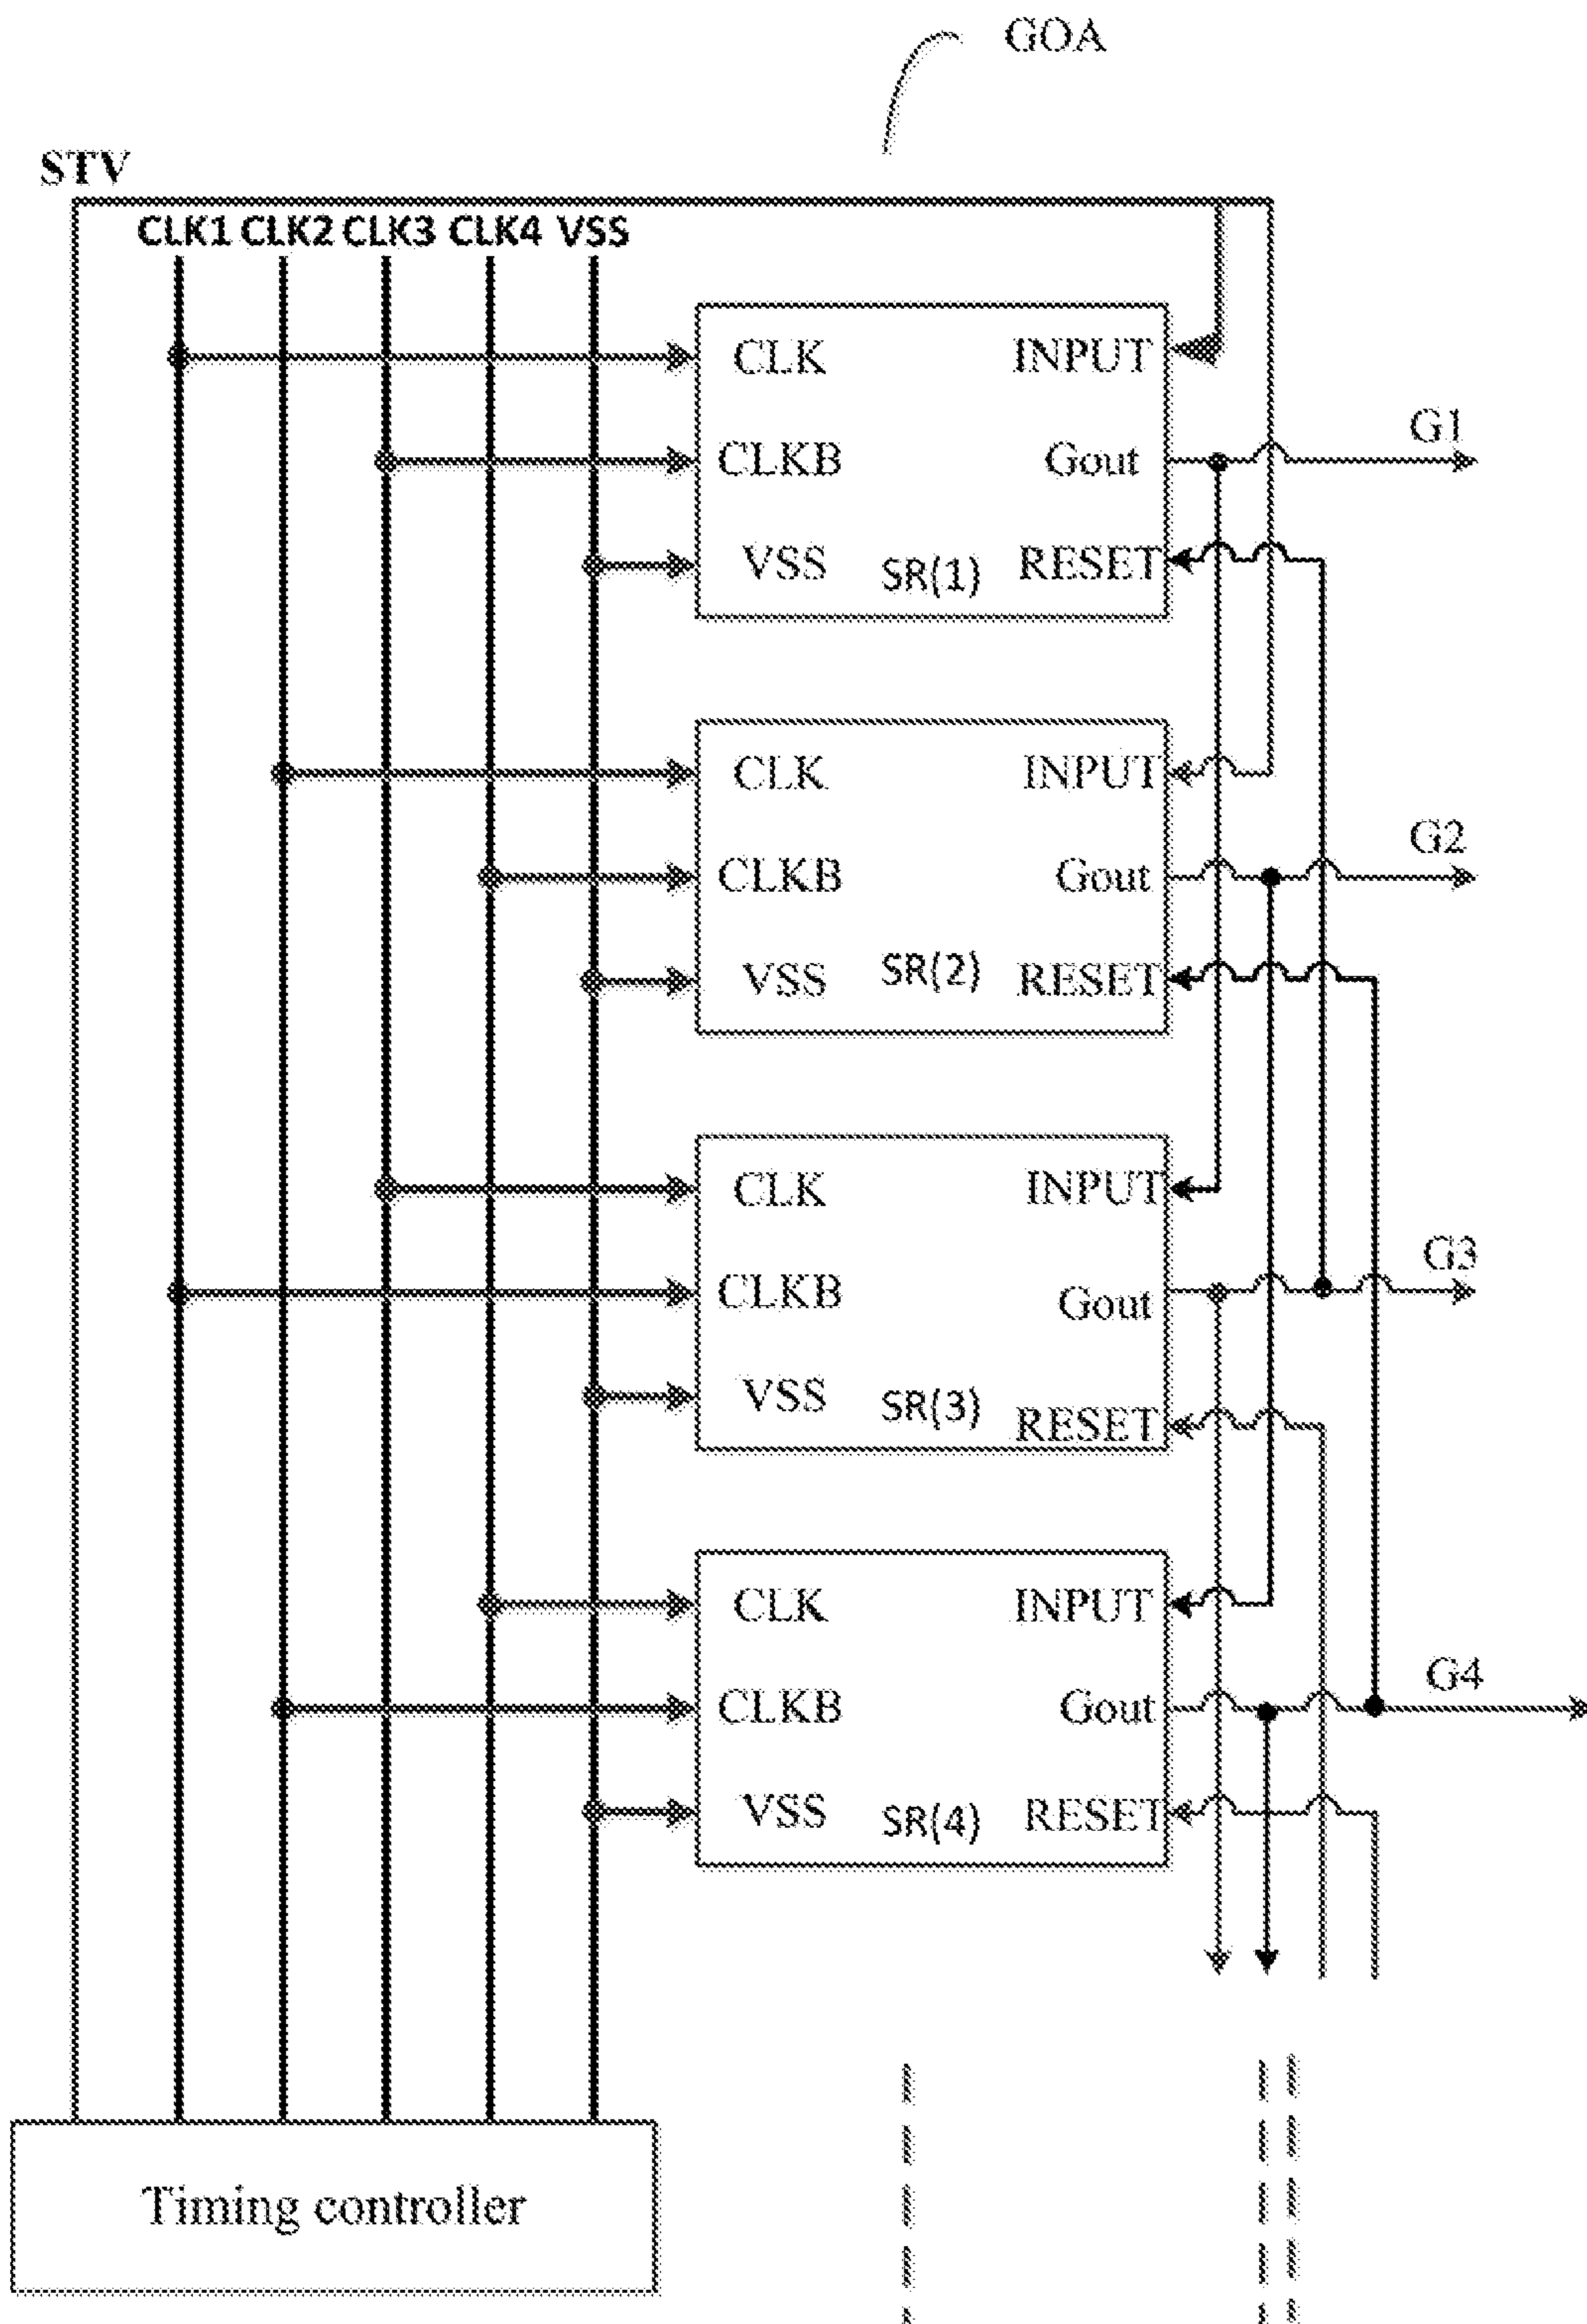 GOA
STV
CLK1 CLK2 CLK3 CLK4 VSS
CLK INPUT
G1
CLKB Gout
VSS SR(1) RESET
CLK INPUT
G2
CLKB Gout
VSS SR(2) RESET
CLK INPUT
G3
CLKB Gout
VSS SR(3) RESET
CLK INPUT
G4
CLKB Gout
VSS SR(4) RESET
Timing controller